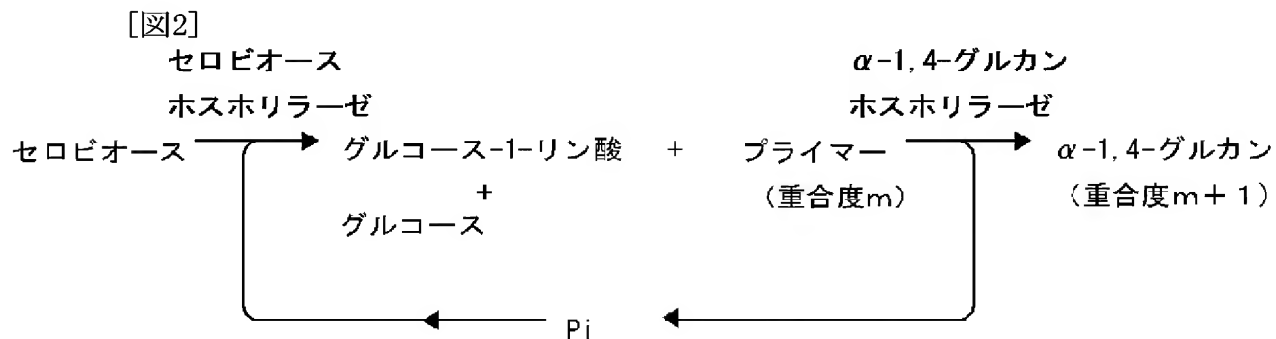 [図2]
セロビオース
ホスホリラーゼ
α-1,4-グルカン
ホスホリラーゼ
セロビオース
グルコース-1-リン酸 + プライマー
α-1,4-グルカン
+
(重合度m)
(重合度m+1)
グルコース
Pi